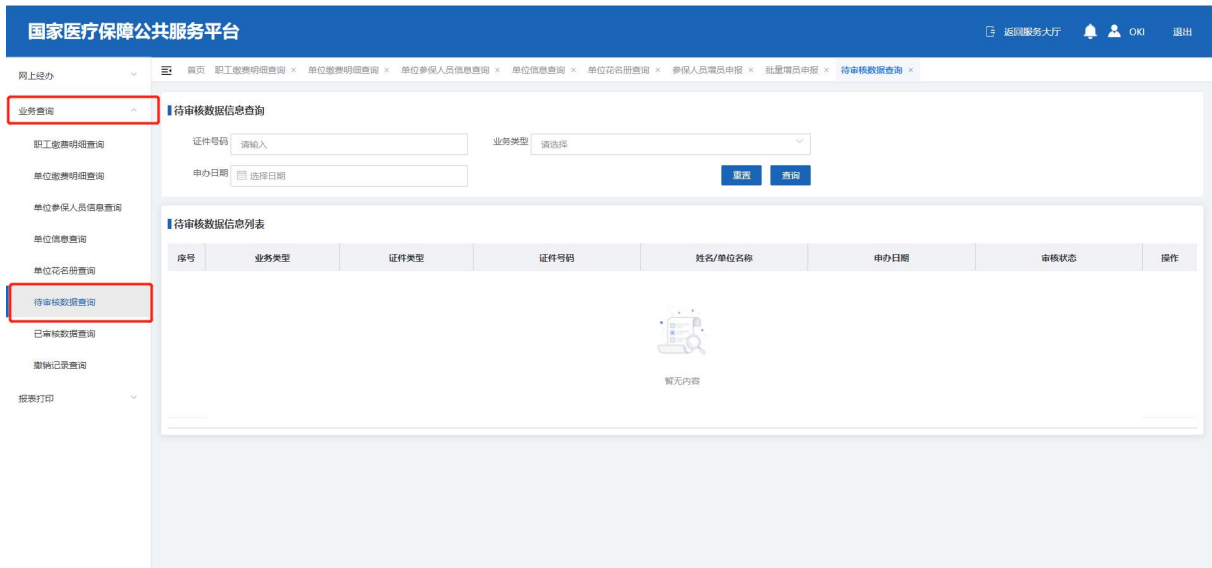 国家医疗保障公共服务平台
返回服务大厅 OKI 退出
网上经办
首页 职工缴费明细查询 × 单位缴费明细查询 × 单位参保人员信息查询 × 单位信息查询 × 单位花名册查询 × 参保人员增员申报 × 批量增员申报 × 待审核数据查询 ×
业务查询
职工缴费明细查询
单位缴费明细查询
单位参保人员信息查询
单位信息查询
单位花名册查询
待审核数据查询
已审核数据查询
撤销记录查询
报表打印
待审核数据信息查询
证件号码 请输入 业务类型 请选择
申办日期 选择日期 重置 查询
待审核数据信息列表
序号 业务类型 证件类型 证件号码 姓名/单位名称 申办日期 审核状态 操作
暂无内容